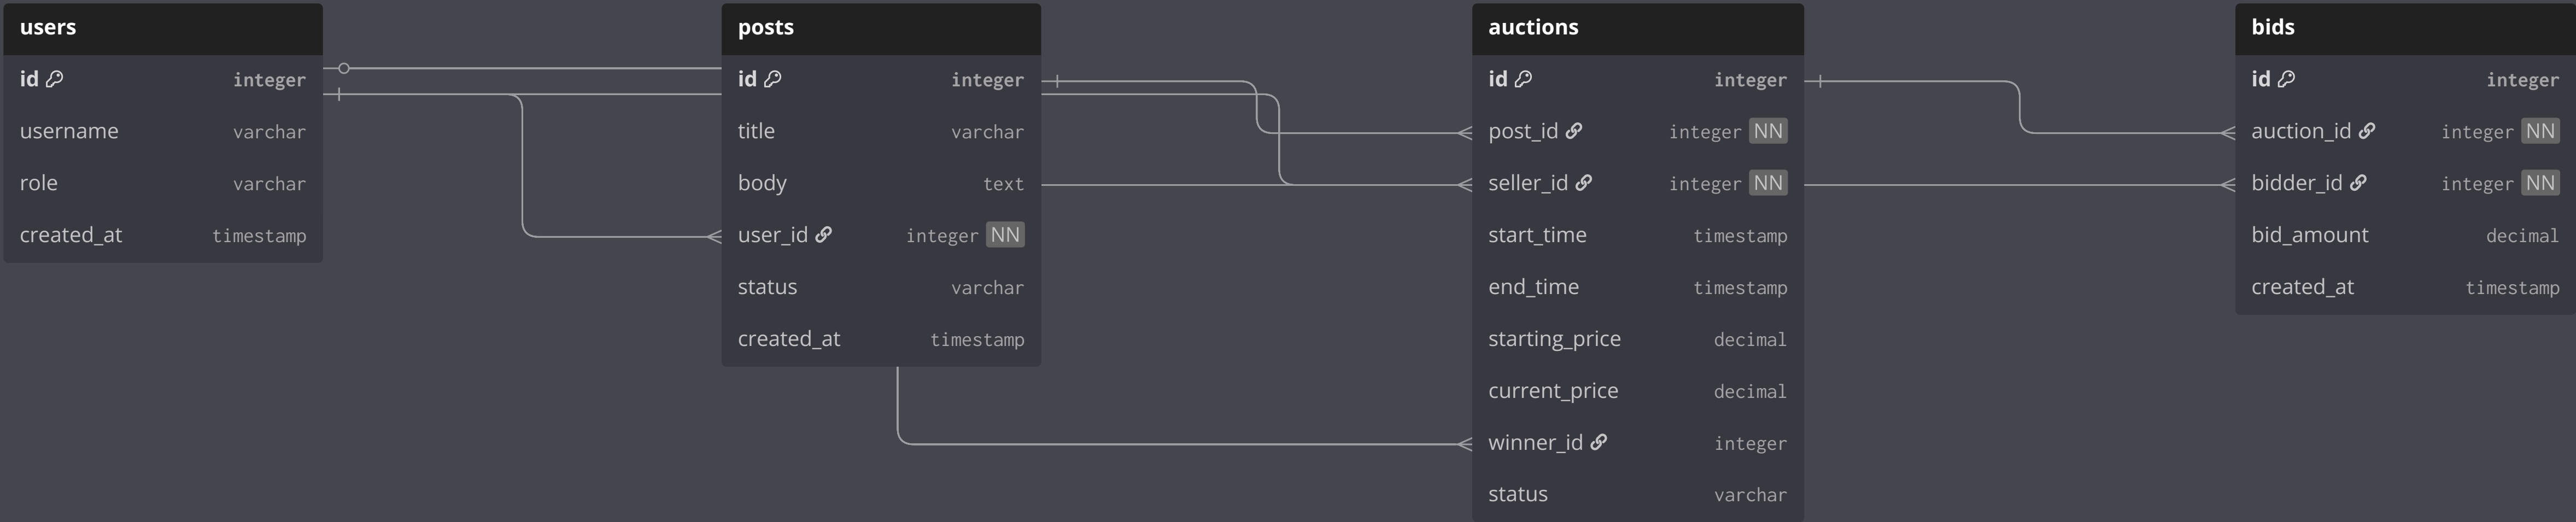 users
id integer
username varchar
role varchar
created_at timestamp
posts
id integer
title varchar
body text
user_id integer NN
status varchar
created_at timestamp
auctions
id integer
post_id integer NN
seller_id integer NN
start_time timestamp
end_time timestamp
starting_price decimal
current_price decimal
winner_id integer
status varchar
bids
id integer
auction_id integer NN
bidder_id integer NN
bid_amount decimal
created_at timestamp